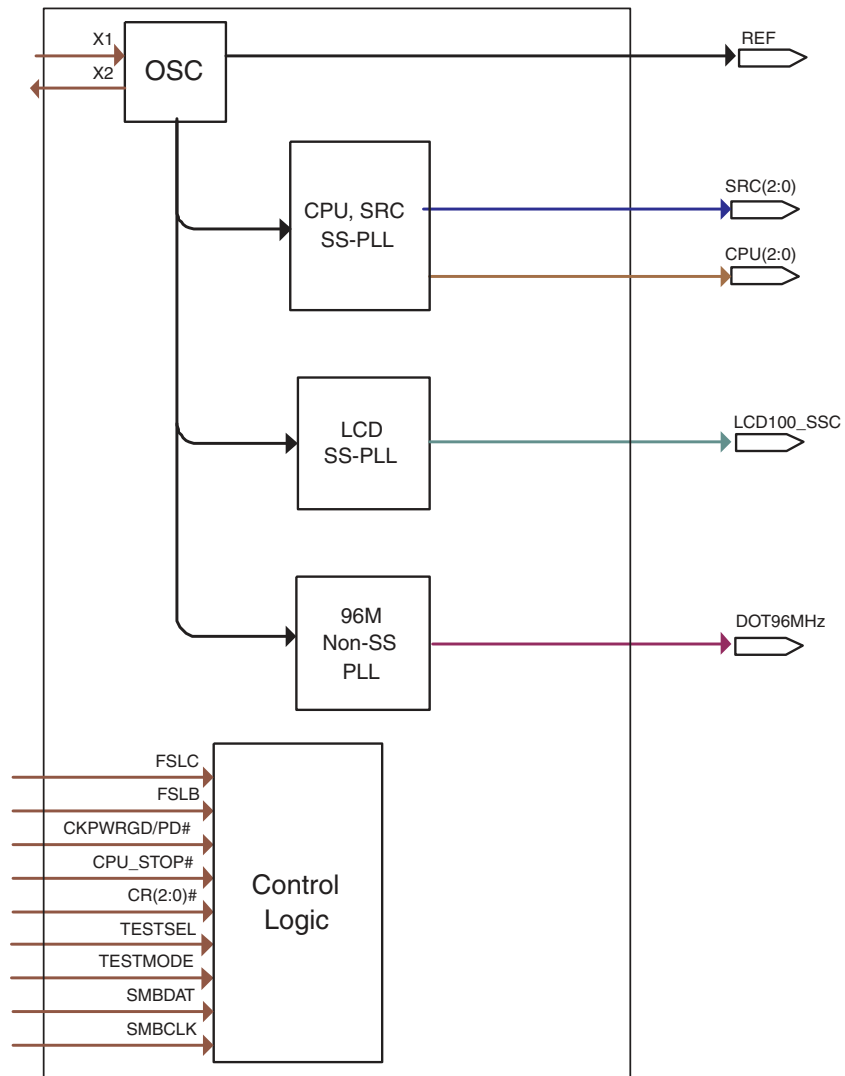 X1
X2
OSC
REF
CPU, SRC
SS-PLL
SRC(2:0)
CPU(2:0)
LCD
SS-PLL
LCD100_SSC
96M
Non-SS
PLL
DOT96MHz
FSLC
FSLB
CKPWRGD/PD#
CPU_STOP#
CR(2:0)#
TESTSEL
TESTMODE
SMBDAT
SMBCLK
Control
Logic